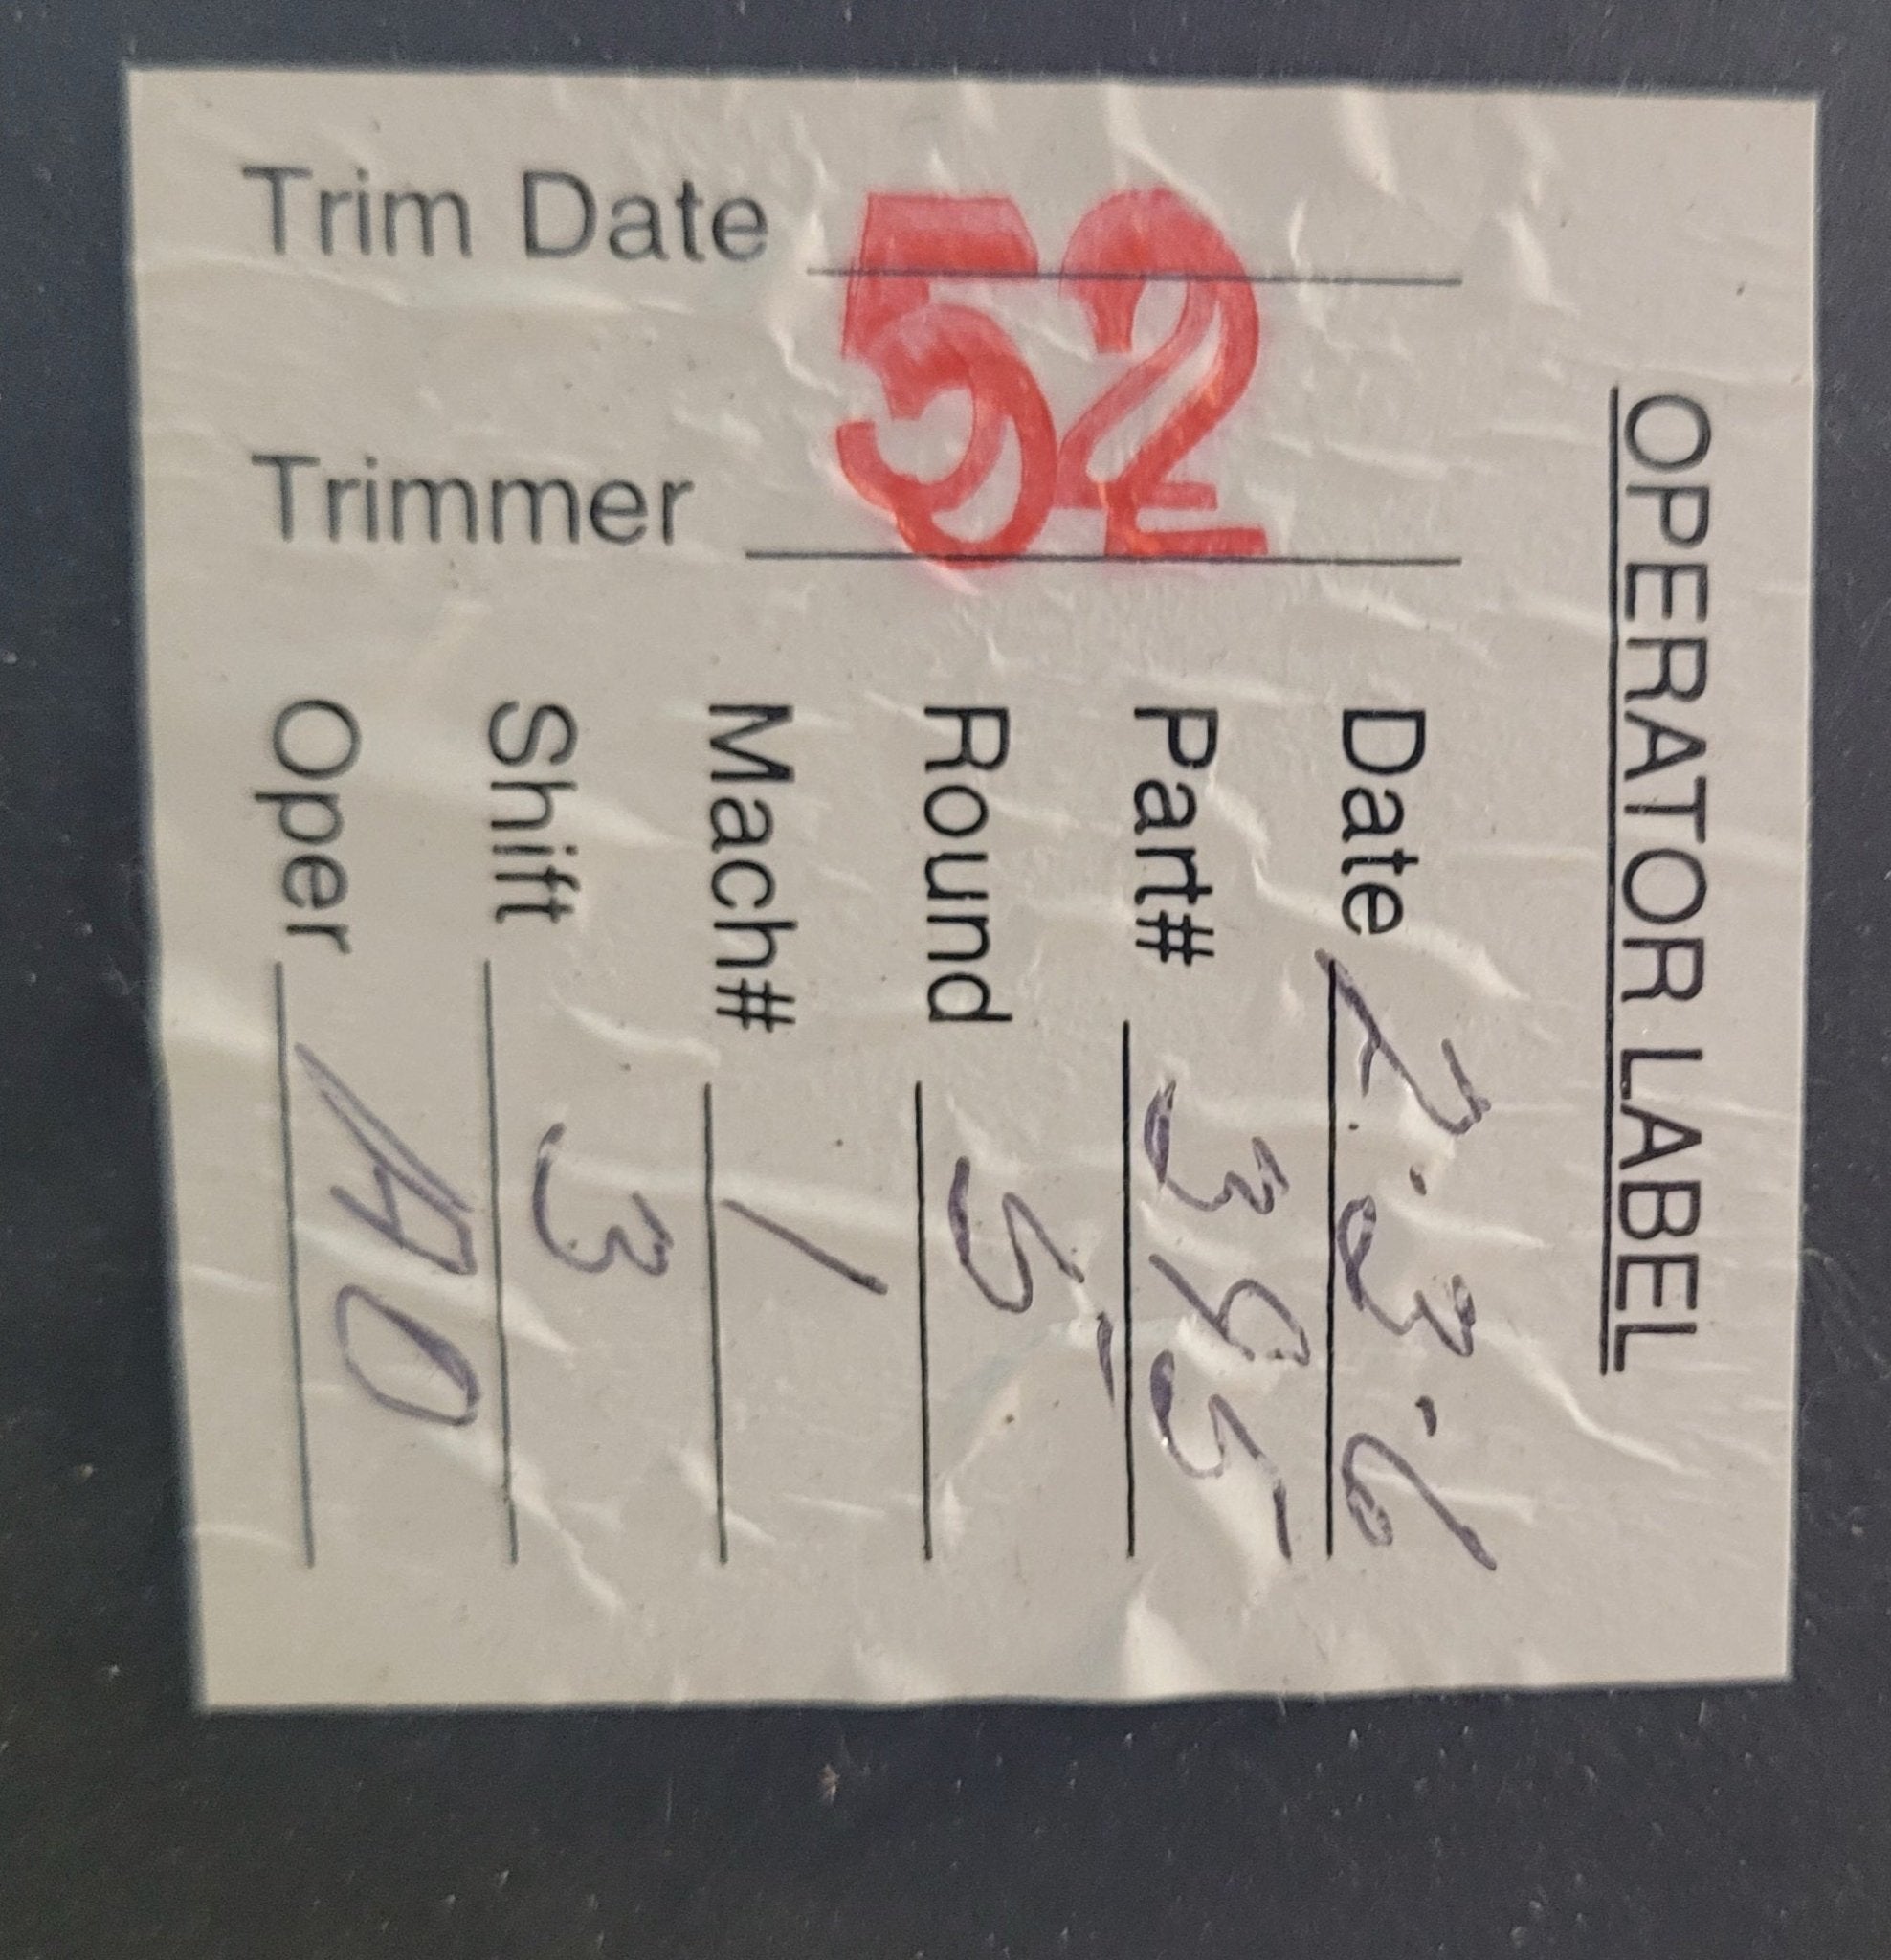 OPERATOR LABEL
Date 2.3.6
Part# 395
Round 5
Mach# 1
Shift 3
Oper AO
Trim Date
52
Trimmer